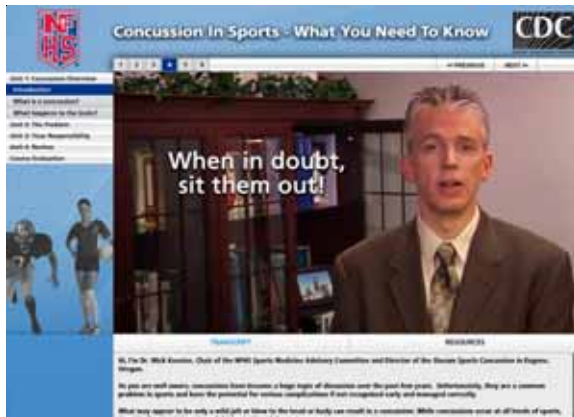 NFHS
Concussion In Sports - What You Need To Know
CDC
1 2 3 4 5 6
<< PREVIOUS
NEXT >>
Unit 1: Concussion Overview
Introduction
What is a concussion?
What happens to the brain?
Unit 2: The Problem
Unit 3: Your Responsibility
Unit 4: Review
Course Evaluation
When in doubt,
sit them out!
TRANSCRIPT
RESOURCES
Hi, I'm Dr. Mick Koester, Chair of the NFHS Sports Medicine Advisory Committee and Director of the Slocum Sports Concussion in Eugene,
Oregon.
As you are well aware, concussions have become a huge topic of discussion over the past few years. Unfortunately, they are a common
problem in sports and have the potential for serious complications if not recognized early and managed correctly.
What may appear to be only a mild jolt or blow to the head or body can result in a concussion. While concussions occur at all levels of sports,